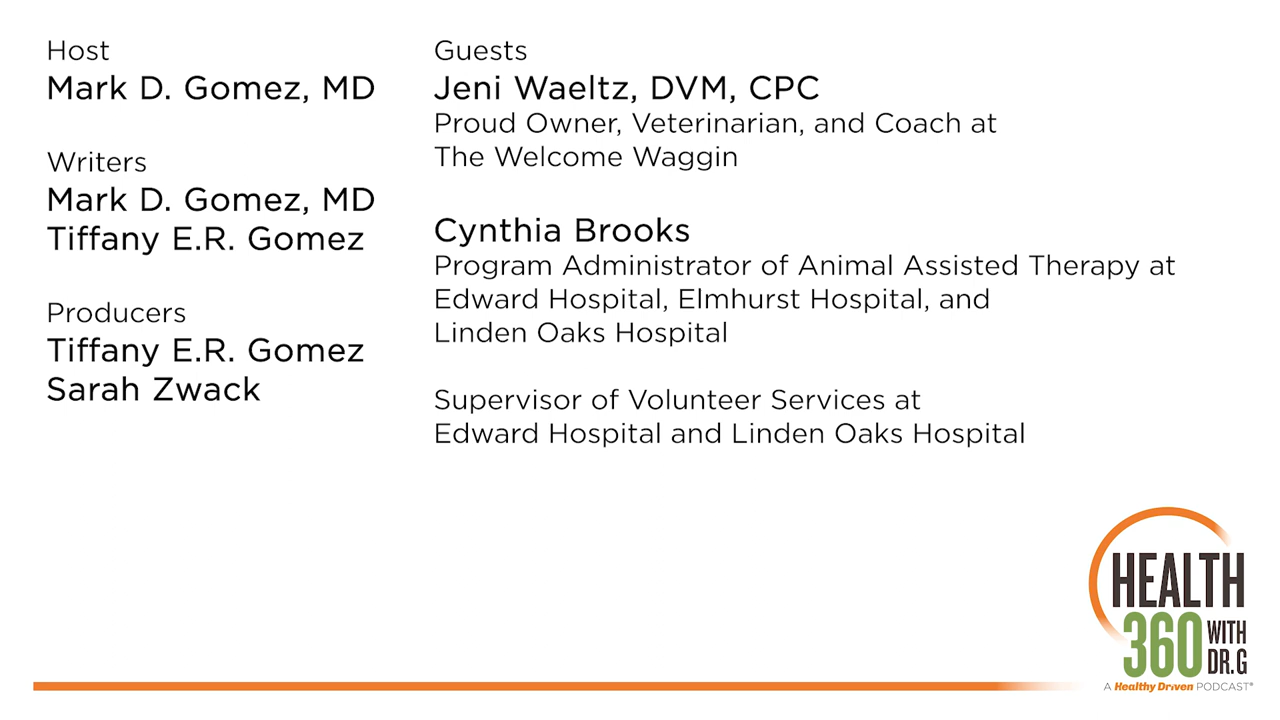 Host
Mark D. Gomez, MD
Writers
Mark D. Gomez, MD
Tiffany E.R. Gomez
Producers
Tiffany E.R. Gomez
Sarah Zwack
Guests
Jeni Waeltz, DVM, CPC
Proud Owner, Veterinarian, and Coach at
The Welcome Waggin
Cynthia Brooks
Program Administrator of Animal Assisted Therapy at
Edward Hospital, Elmhurst Hospital, and
Linden Oaks Hospital
Supervisor of Volunteer Services at
Edward Hospital and Linden Oaks Hospital
HEALTH
360 WITH
DR.G
A Healthy Driven PODCAST®